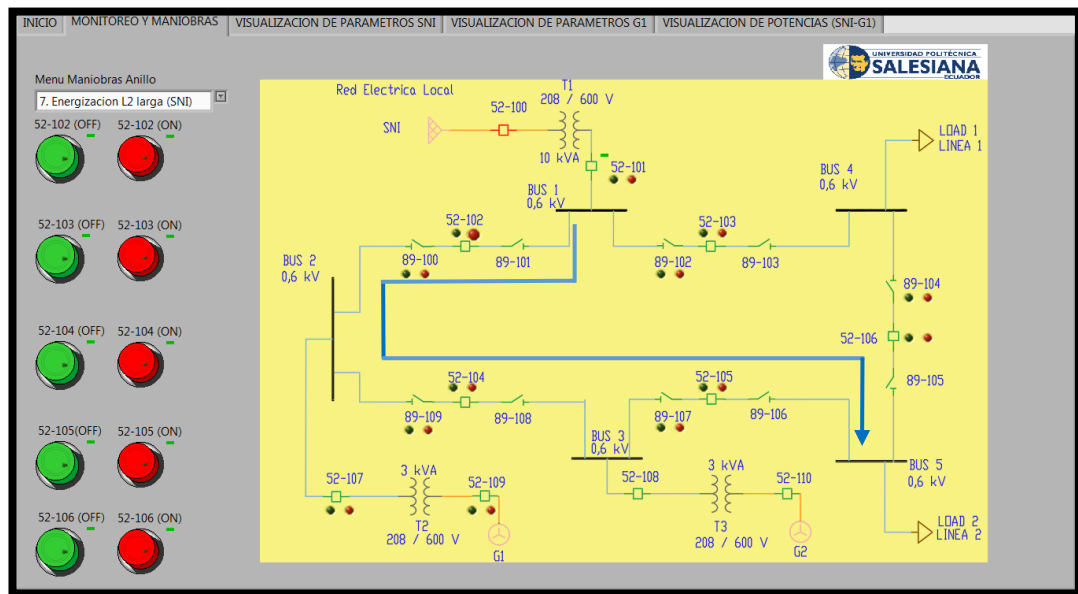 INICIO
MONITOREO Y MANIOBRAS
VISUALIZACION DE PARAMETROS SNI
VISUALIZACION DE PARAMETROS G1
VISUALIZACION DE POTENCIAS (SNI-G1)
UNIVERSIDAD POLITÉCNICA
SALESIANA
ECUADOR
Menu Maniobras Anillo
7. Energizacion L2 larga (SNI)
52-102 (OFF)
52-102 (ON)
52-103 (OFF)
52-103 (ON)
52-104 (OFF)
52-104 (ON)
52-105(OFF)
52-105 (ON)
52-106 (OFF)
52-106 (ON)
Red Electrica Local
T1
208 / 600 V
52-100
SNI
10 kVA
52-101
LOAD 1
LINEA 1
BUS 4
0,6 kV
BUS 1
0,6 kV
52-102
52-103
89-100
89-101
89-102
89-103
BUS 2
0,6 kV
89-104
52-106
89-105
52-104
52-105
89-109
89-108
89-107
89-106
BUS 3
0,6 kV
BUS 5
0,6 kV
52-107
3 kVA
52-109
52-108
3 kVA
52-110
T2
208 / 600 V
G1
T3
208 / 600 V
G2
LOAD 2
LINEA 2